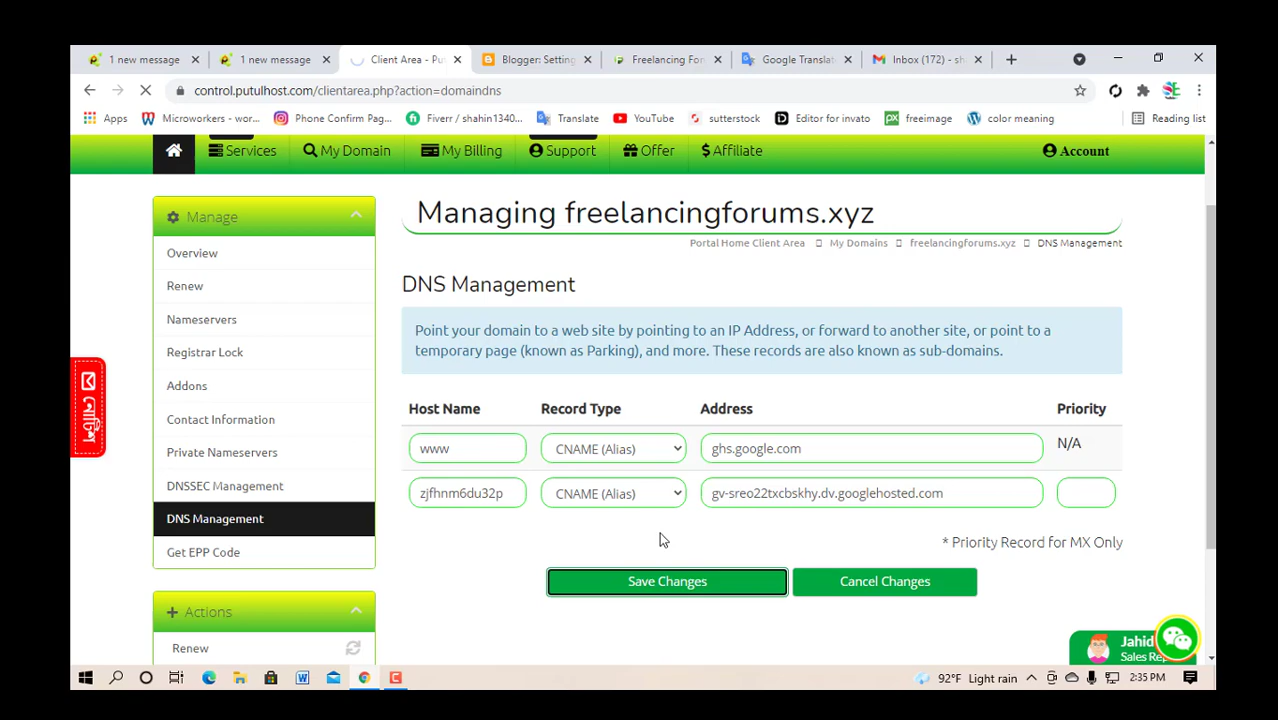 1 new message
1 new message
Client Area - Pu
Blogger: Setting
Freelancing For
Google Translat
Inbox (172) - sh
control.putulhost.com/clientarea.php?action=domaindns
Apps
Microworkers - wor...
Phone Confirm Pag...
Fiverr / shahin1340...
Translate
YouTube
sutterstock
Editor for invato
freeimage
color meaning
Reading list
Services
My Domain
My Billing
Support
Offer
$ Affiliate
Account
Manage
Overview
Renew
Nameservers
Registrar Lock
Addons
Contact Information
Private Nameservers
DNSSEC Management
DNS Management
Get EPP Code
Actions
Renew
Managing freelancingforums.xyz
Portal Home Client Area
My Domains
freelancingforums.xyz
DNS Management
DNS Management
Point your domain to a web site by pointing to an IP Address, or forward to another site, or point to a
temporary page (known as Parking), and more. These records are also known as sub-domains.
Host Name Record Type Address Priority
www CNAME (Alias) ghs.google.com N/A
zjfhnm6du32p CNAME (Alias) gv-sreo22txcbskhy.dv.googlehosted.com
* Priority Record for MX Only
Save Changes Cancel Changes
Jahid
Sales Rep
92°F Light rain
2:35 PM